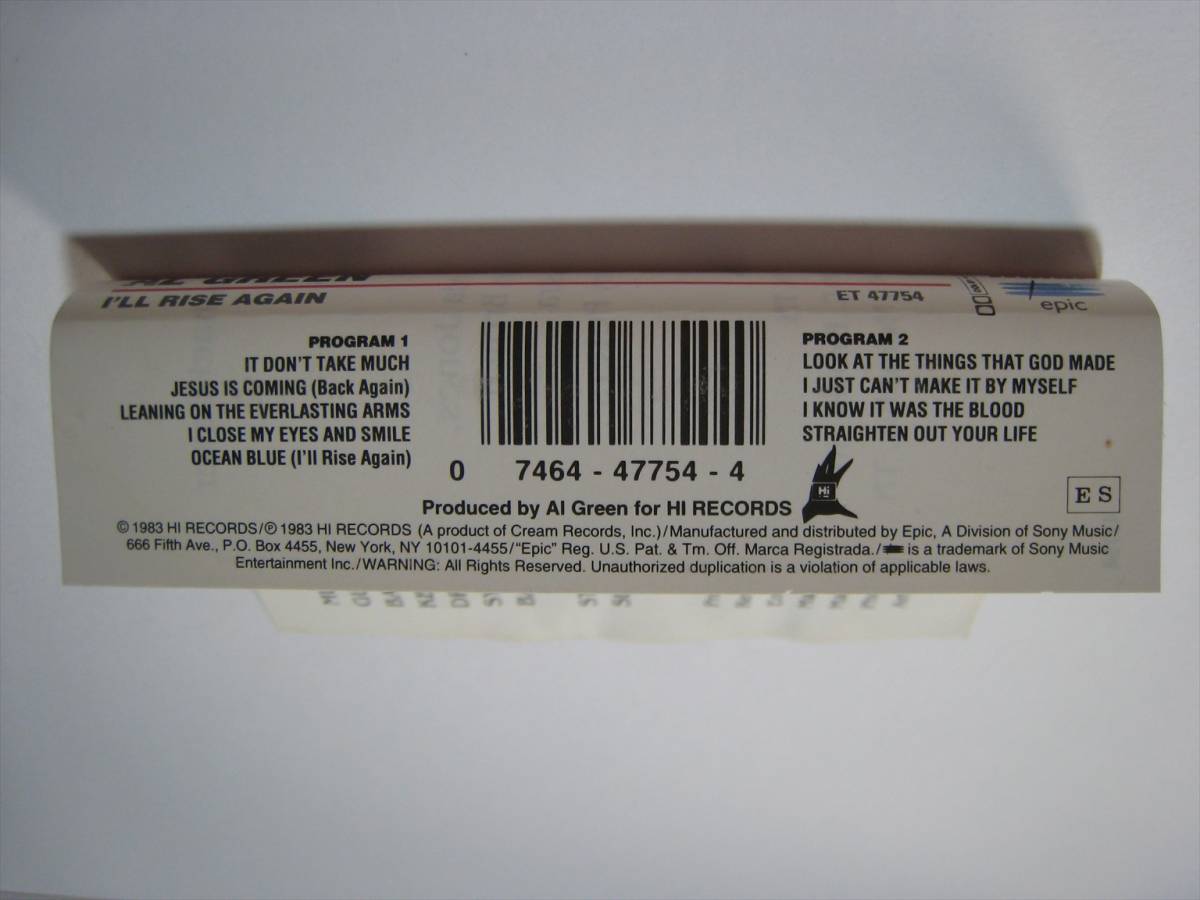 AL GREEN
I'LL RISE AGAIN
ET 47754
epic
PROGRAM 1
IT DON'T TAKE MUCH
JESUS IS COMING (Back Again)
LEANING ON THE EVERLASTING ARMS
I CLOSE MY EYES AND SMILE
OCEAN BLUE (I'll Rise Again)
0 7464 - 47754 - 4
PROGRAM 2
LOOK AT THE THINGS THAT GOD MADE
I JUST CAN'T MAKE IT BY MYSELF
I KNOW IT WAS THE BLOOD
STRAIGHTEN OUT YOUR LIFE
Hi
ES
Produced by Al Green for HI RECORDS
© 1983 HI RECORDS/℗ 1983 HI RECORDS (A product of Cream Records, Inc.)/Manufactured and distributed by Epic, A Division of Sony Music/
666 Fifth Ave., P.O. Box 4455, New York, NY 10101-4455/"Epic" Reg. U.S. Pat. & Tm. Off. Marca Registrada./ is a trademark of Sony Music
Entertainment Inc./WARNING: All Rights Reserved. Unauthorized duplication is a violation of applicable laws.